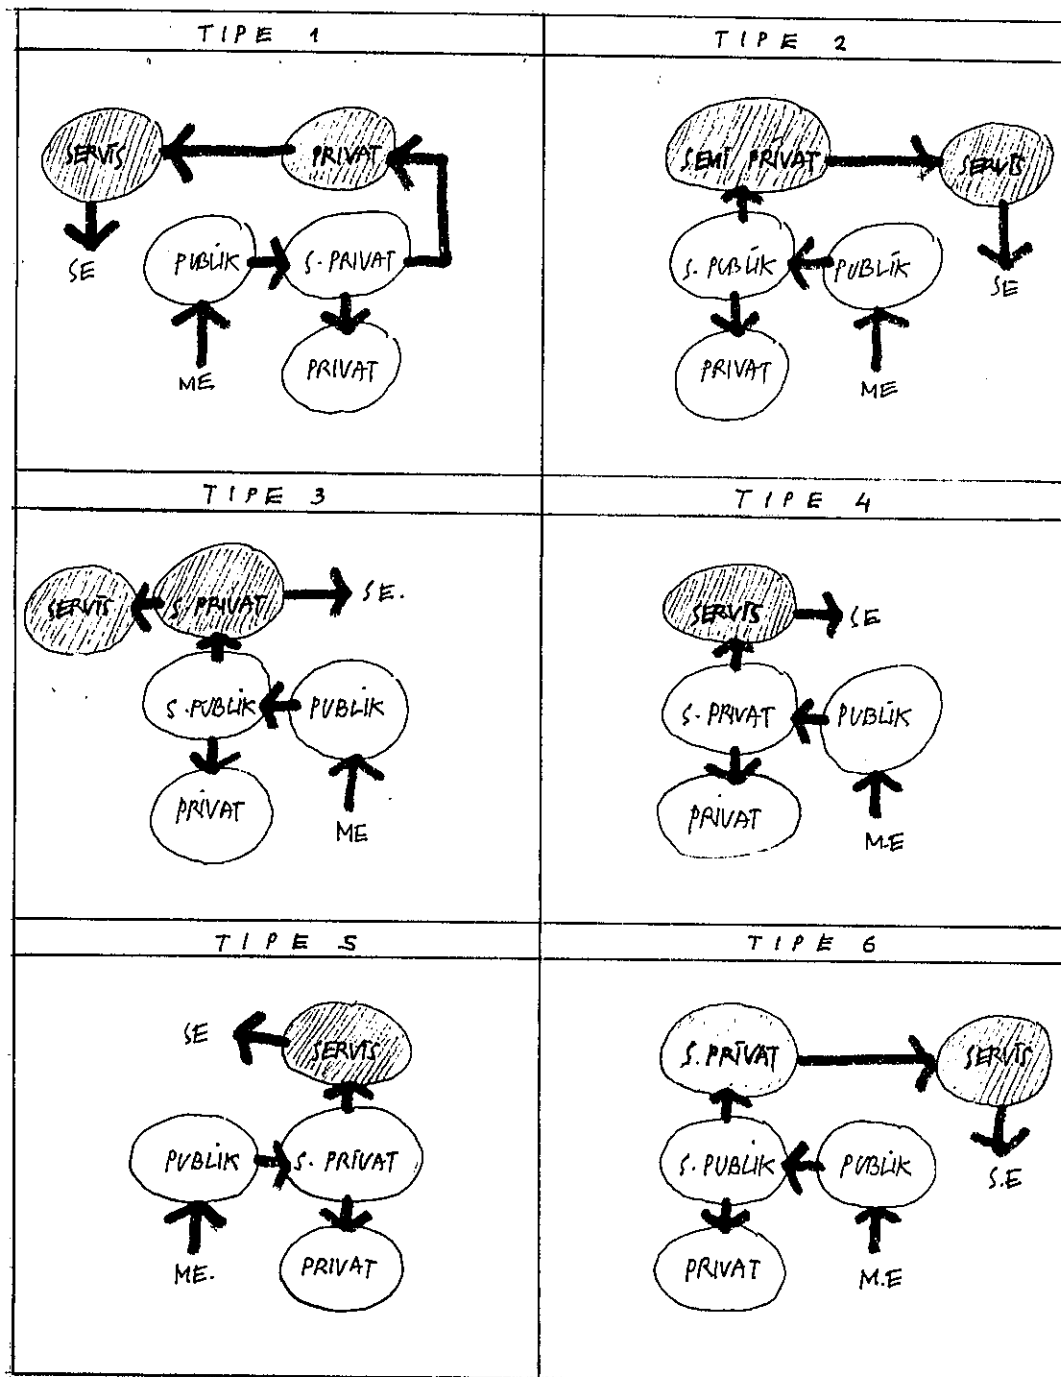 TIPE 1
SERVIS
PRIVAT
SE
PUBLIK
S. PRIVAT
ME.
PRIVAT
TIPE 2
SEMI PRIVAT
SERVIS
S. PUBLIK
PUBLIK
SE
PRIVAT
ME
TIPE 3
SERVIS
S. PRIVAT
SE.
S. PUBLIK
PUBLIK
PRIVAT
ME
TIPE 4
SERVIS
SE
S. PRIVAT
PUBLIK
PRIVAT
M.E
TIPE 5
SE
SERVIS
PUBLIK
S. PRIVAT
ME.
PRIVAT
TIPE 6
S. PRIVAT
SERVIS
S. PUBLIK
PUBLIK
S.E
PRIVAT
M.E